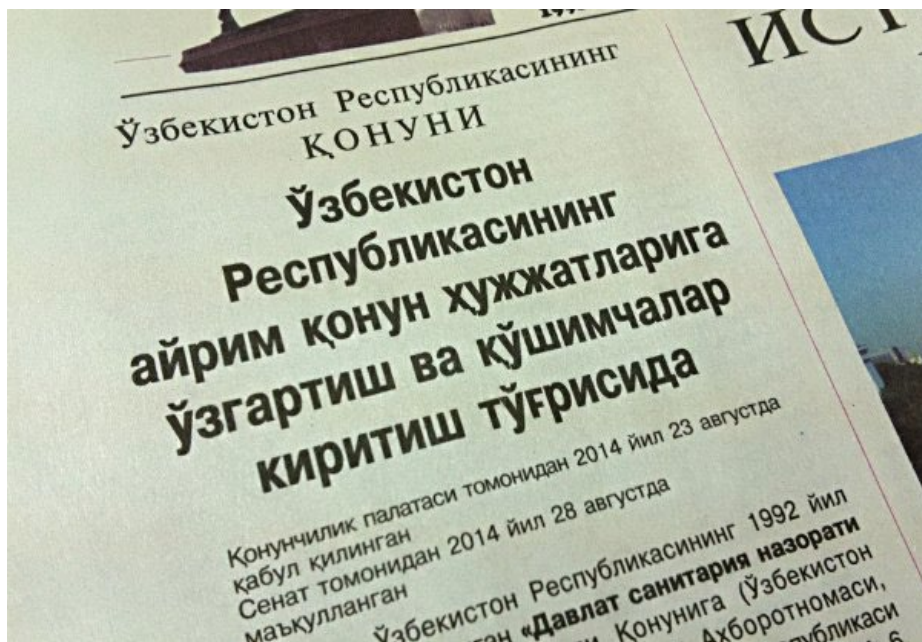 Ўзбекистон Республикасининг
ҚОНУНИ
Ўзбекистон
Республикасининг
айрим қонун ҳужжатларига
ўзгартиш ва қўшимчалар
киритиш тўғрисида
Қонунчилик палатаси томонидан 2014 йил 23 августда
қабул қилинган
Сенат томонидан 2014 йил 28 августда
маъқулланган
Ўзбекистон Республикасининг 1992 йил
«Давлат санитария назорати
Қонунига (Ўзбекистон
Ахборотномаси,